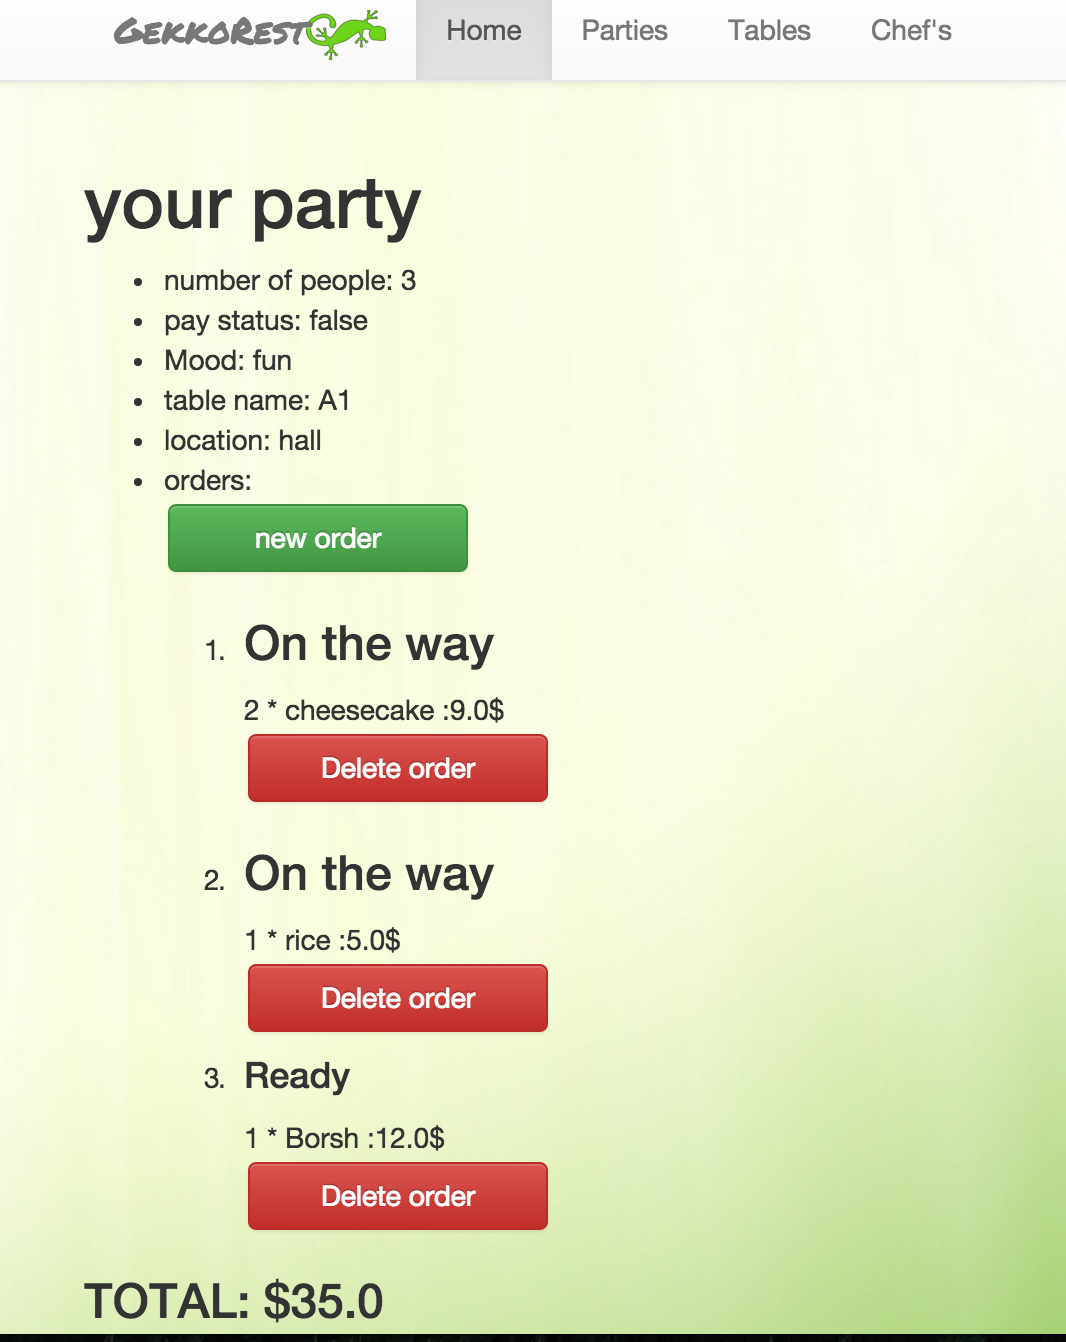 GEKKOREST Home Parties Tables Chef's
your party
• number of people: 3
• pay status: false
• Mood: fun
• table name: A1
• location: hall
• orders:
new order
1. On the way
2 * cheesecake :9.0$
Delete order
2. On the way
1 * rice :5.0$
Delete order
3. Ready
1 * Borsh :12.0$
Delete order
TOTAL: $35.0